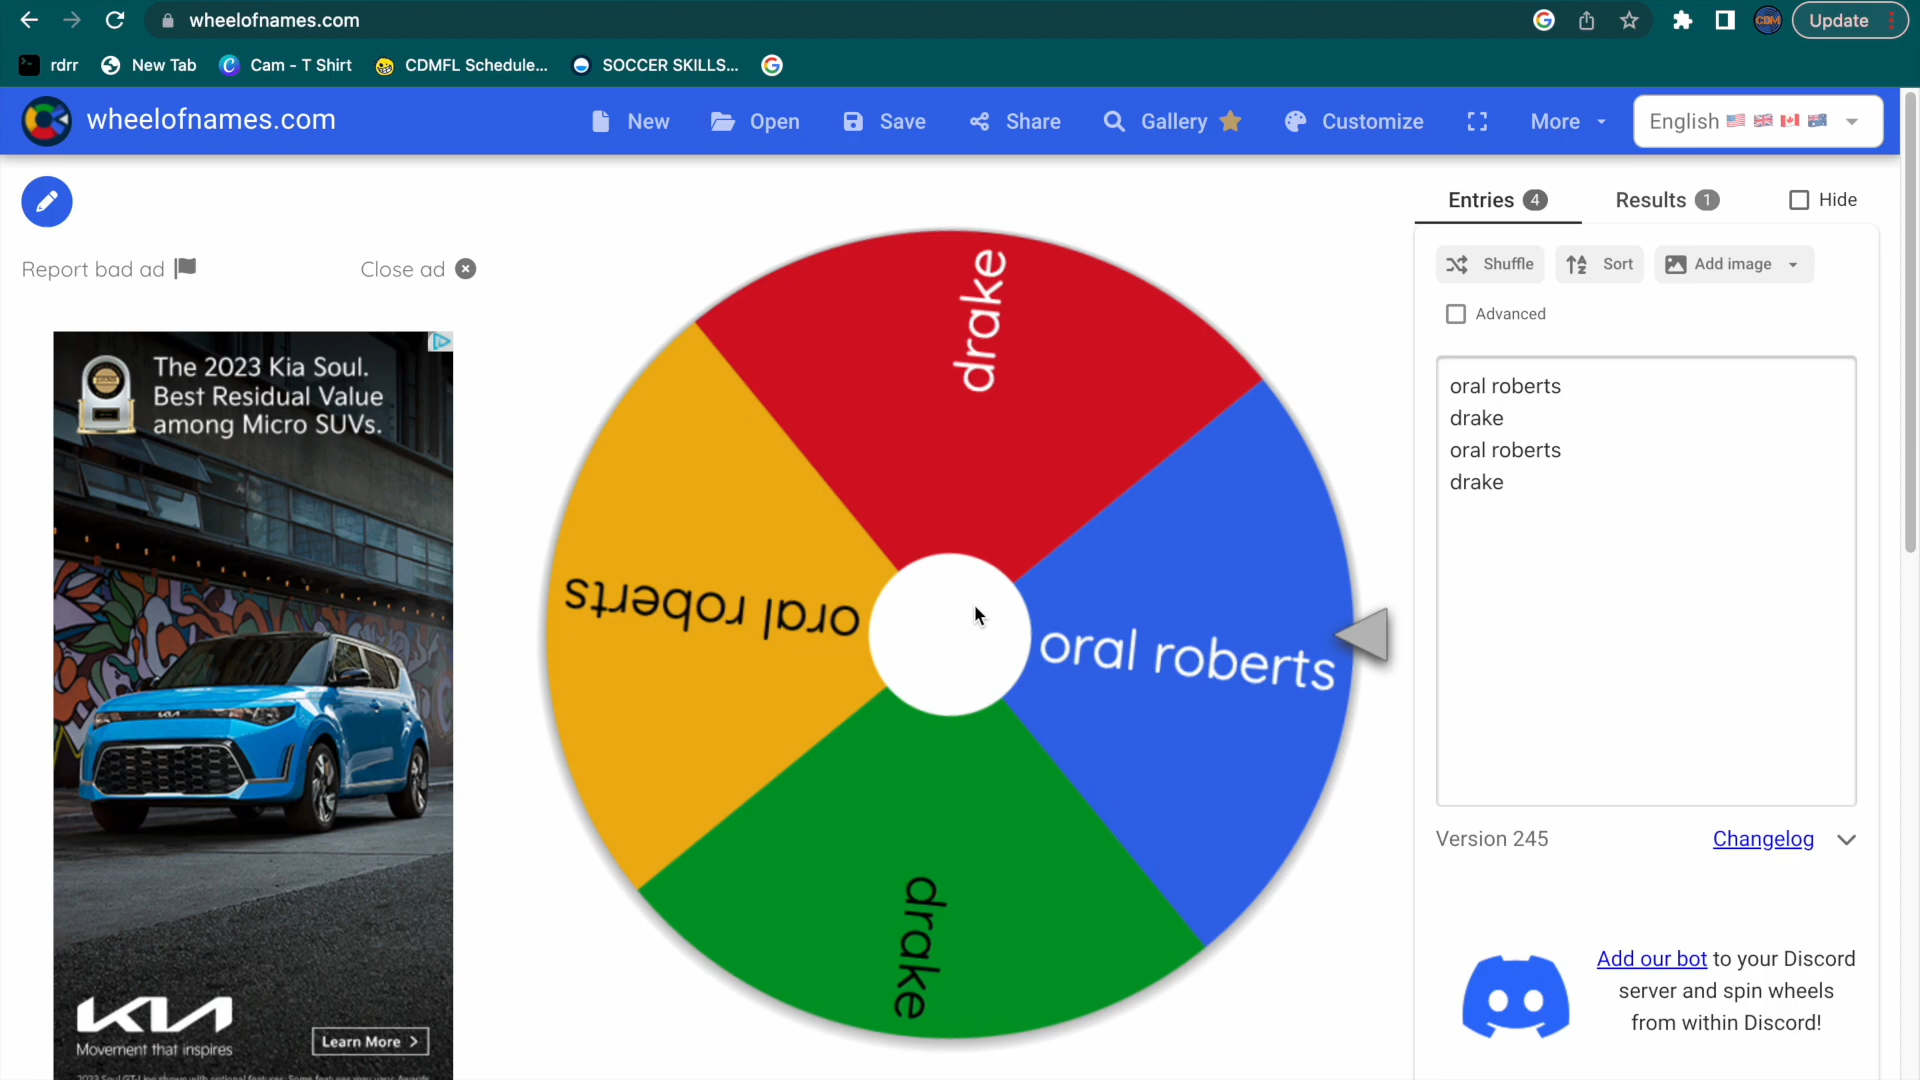 wheelofnames.com
Update
rdrr
New Tab
Cam - T Shirt
CDMFL Schedule...
SOCCER SKILLS...
wheelofnames.com
New
Open
Save
Share
Gallery
Customize
More
English
Report bad ad
Close ad
The 2023 Kia Soul.
Best Residual Value
among Micro SUVs.
KIA
Movement that inspires
Learn More >
drake
oral roberts
drake
oral roberts
Entries 4
Results 1
Hide
Shuffle
Sort
Add image
Advanced
oral roberts
drake
oral roberts
drake
Version 245
Changelog
Add our bot to your Discord
server and spin wheels
from within Discord!